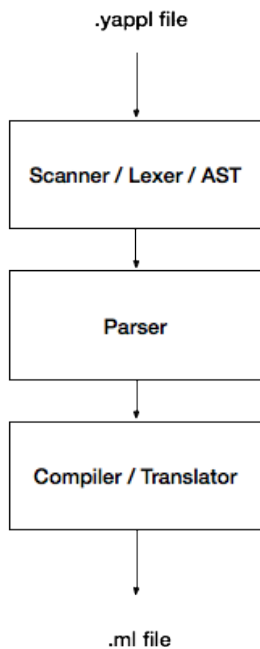 .yappl file
Scanner / Lexer / AST
Parser
Compiler / Translator
.ml file